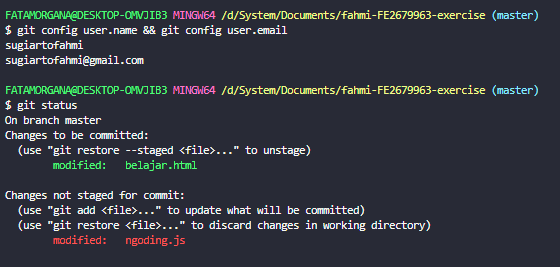 FATAMORGANA@DESKTOP-OMVJIB3 MINGW64 /d/System/Documents/fahmi-FE2679963-exercise (master)
$ git config user.name && git config user.email
sugiartofahmi
sugiartofahmi@gmail.com
FATAMORGANA@DESKTOP-OMVJIB3 MINGW64 /d/System/Documents/fahmi-FE2679963-exercise (master)
$ git status
On branch master
Changes to be committed:
  (use "git restore --staged <file>..." to unstage)
        modified:   belajar.html
Changes not staged for commit:
  (use "git add <file>..." to update what will be committed)
  (use "git restore <file>..." to discard changes in working directory)
        modified:   ngoding.js